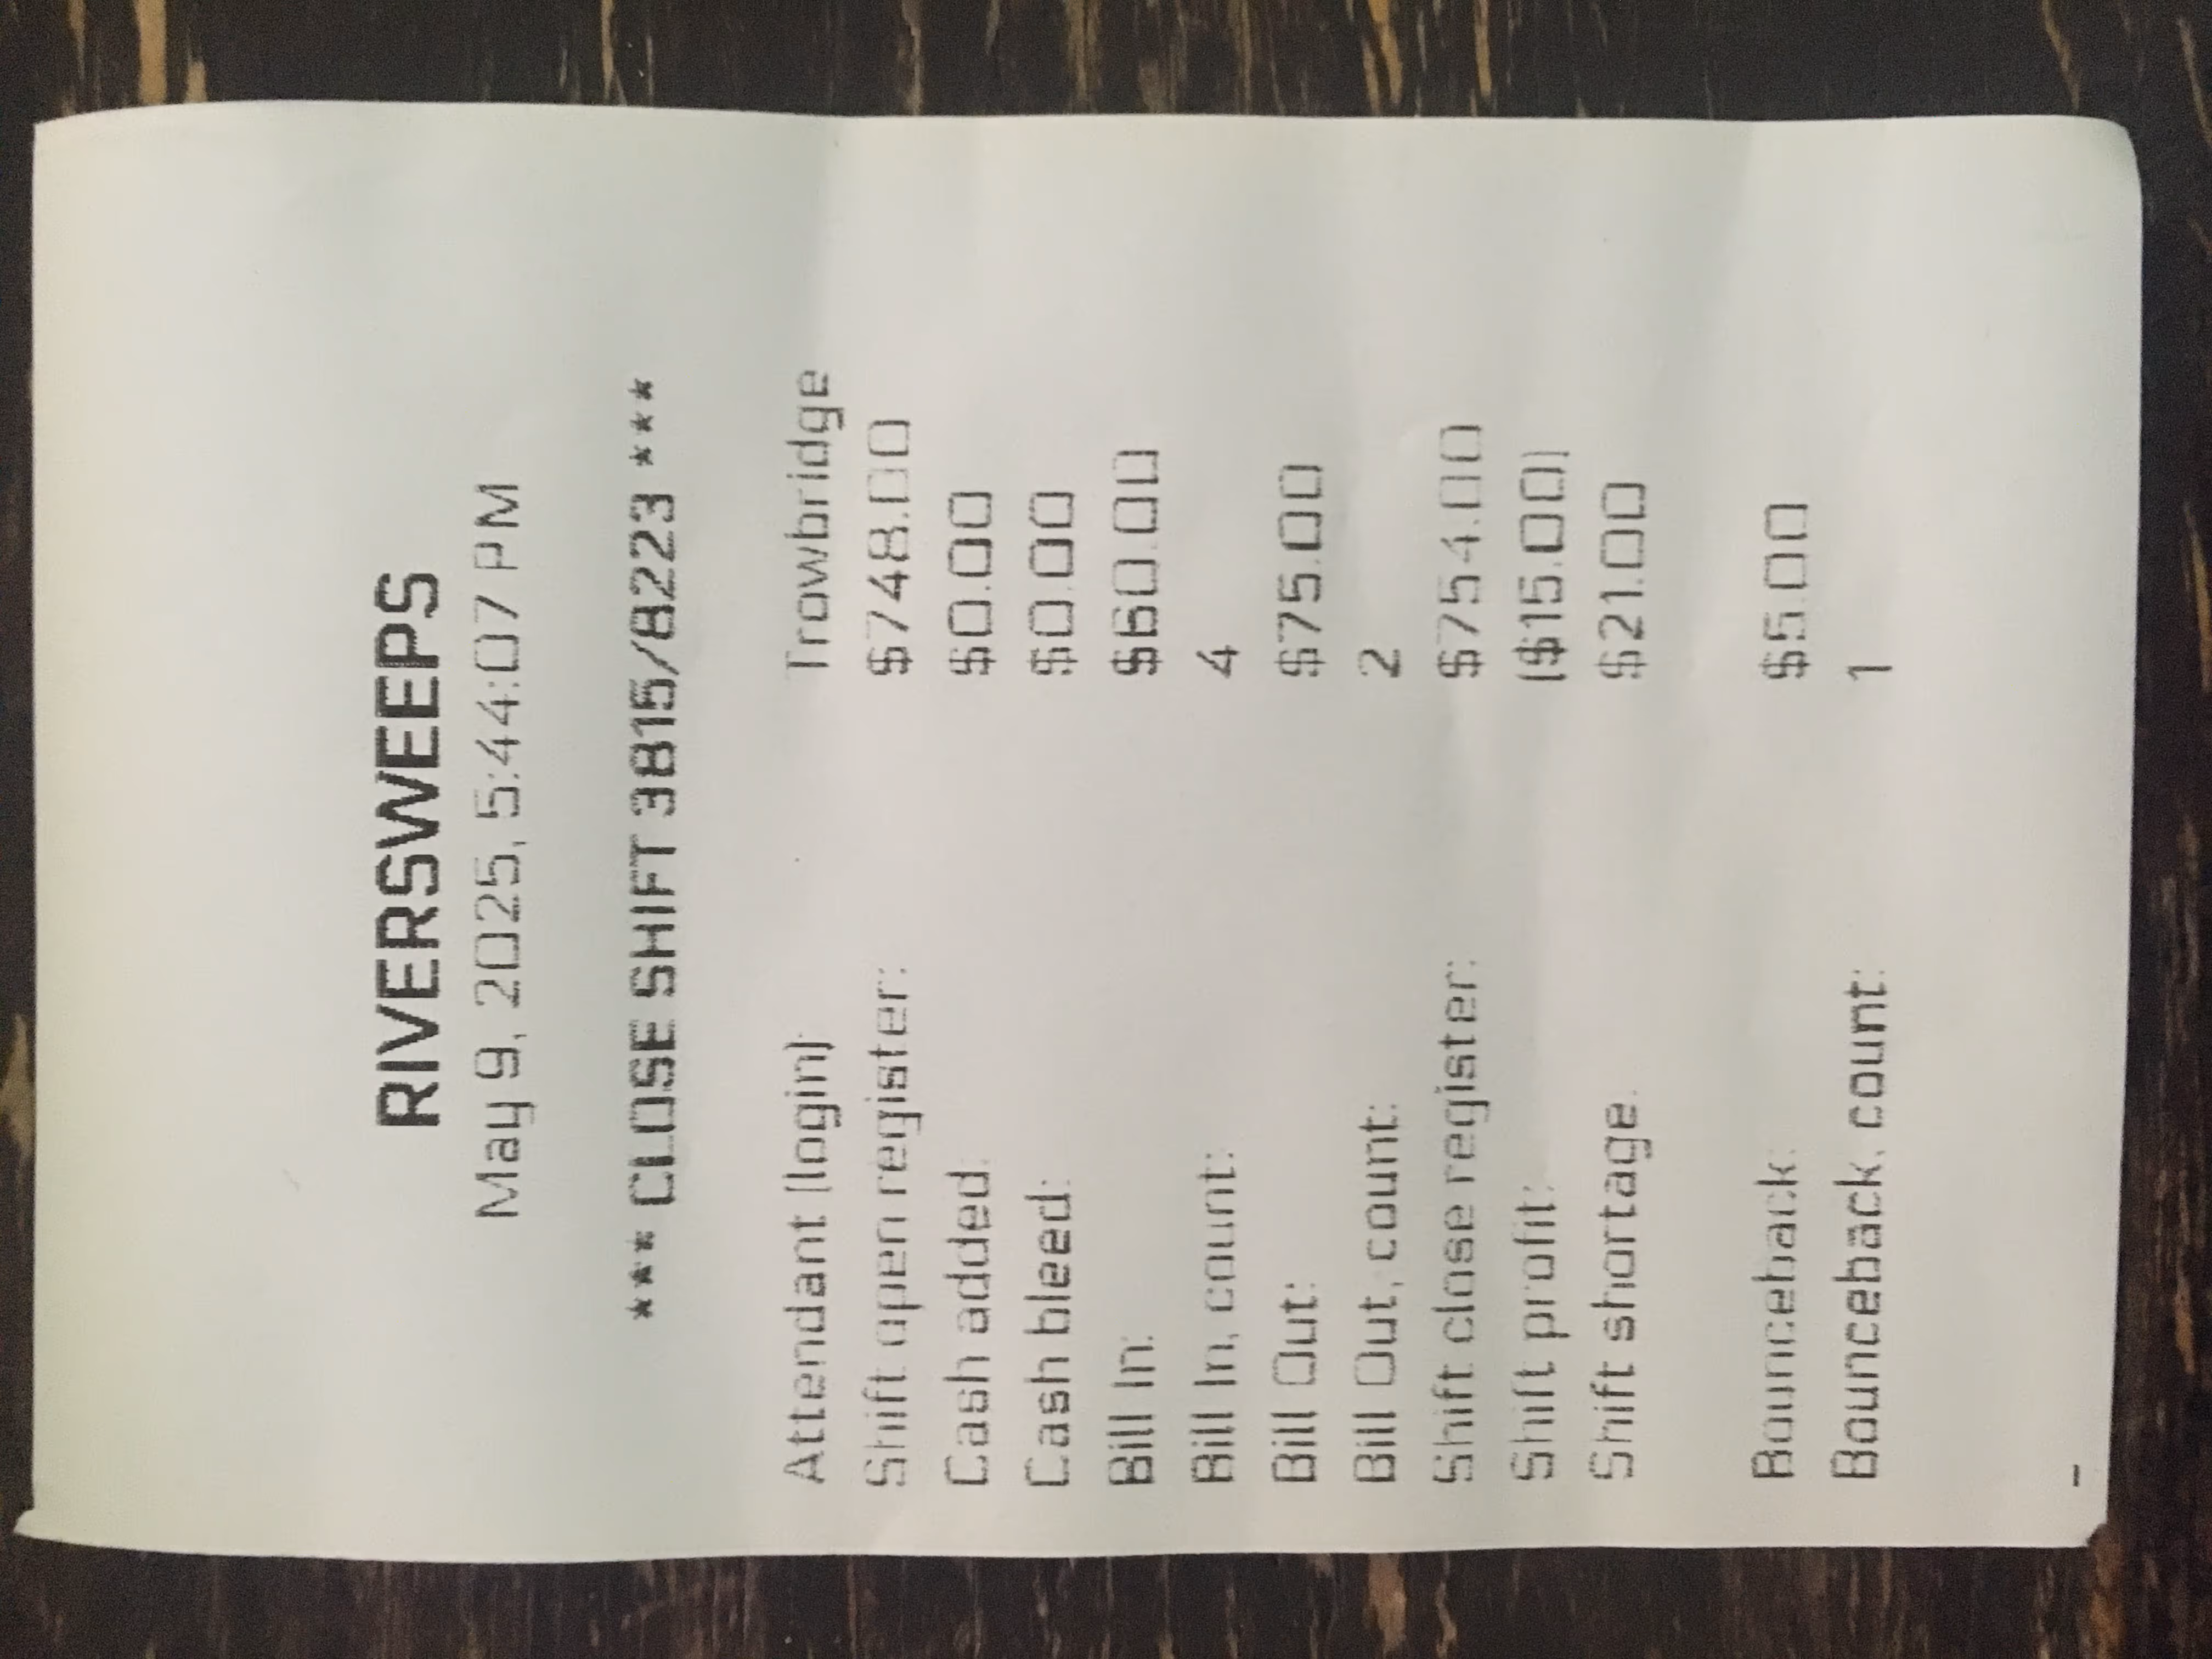 RIVERSWEEPS
May 9, 2025, 5:44:07 PM
*** CLOSE SHIFT 3815/8223 ***
Attendant (login): Trowbridge
Shift open register: $748.00
Cash added: $0.00
Cash bleed: $0.00
Bill In: $60.00
Bill In, count: 4
Bill Out: $75.00
Bill Out, count: 2
Shift close register: $754.00
Shift profit: ($15.00)
Shift shortage: $21.00
Bounceback: $5.00
Bounceback, count: 1